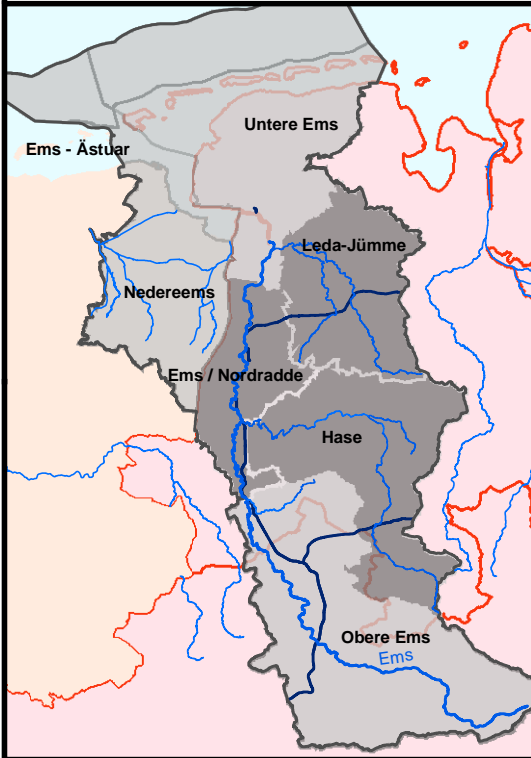 Untere Ems
Ems - Ästuar
Leda-Jümme
Nedereems
Ems / Nordradde
Hase
Obere Ems
Ems